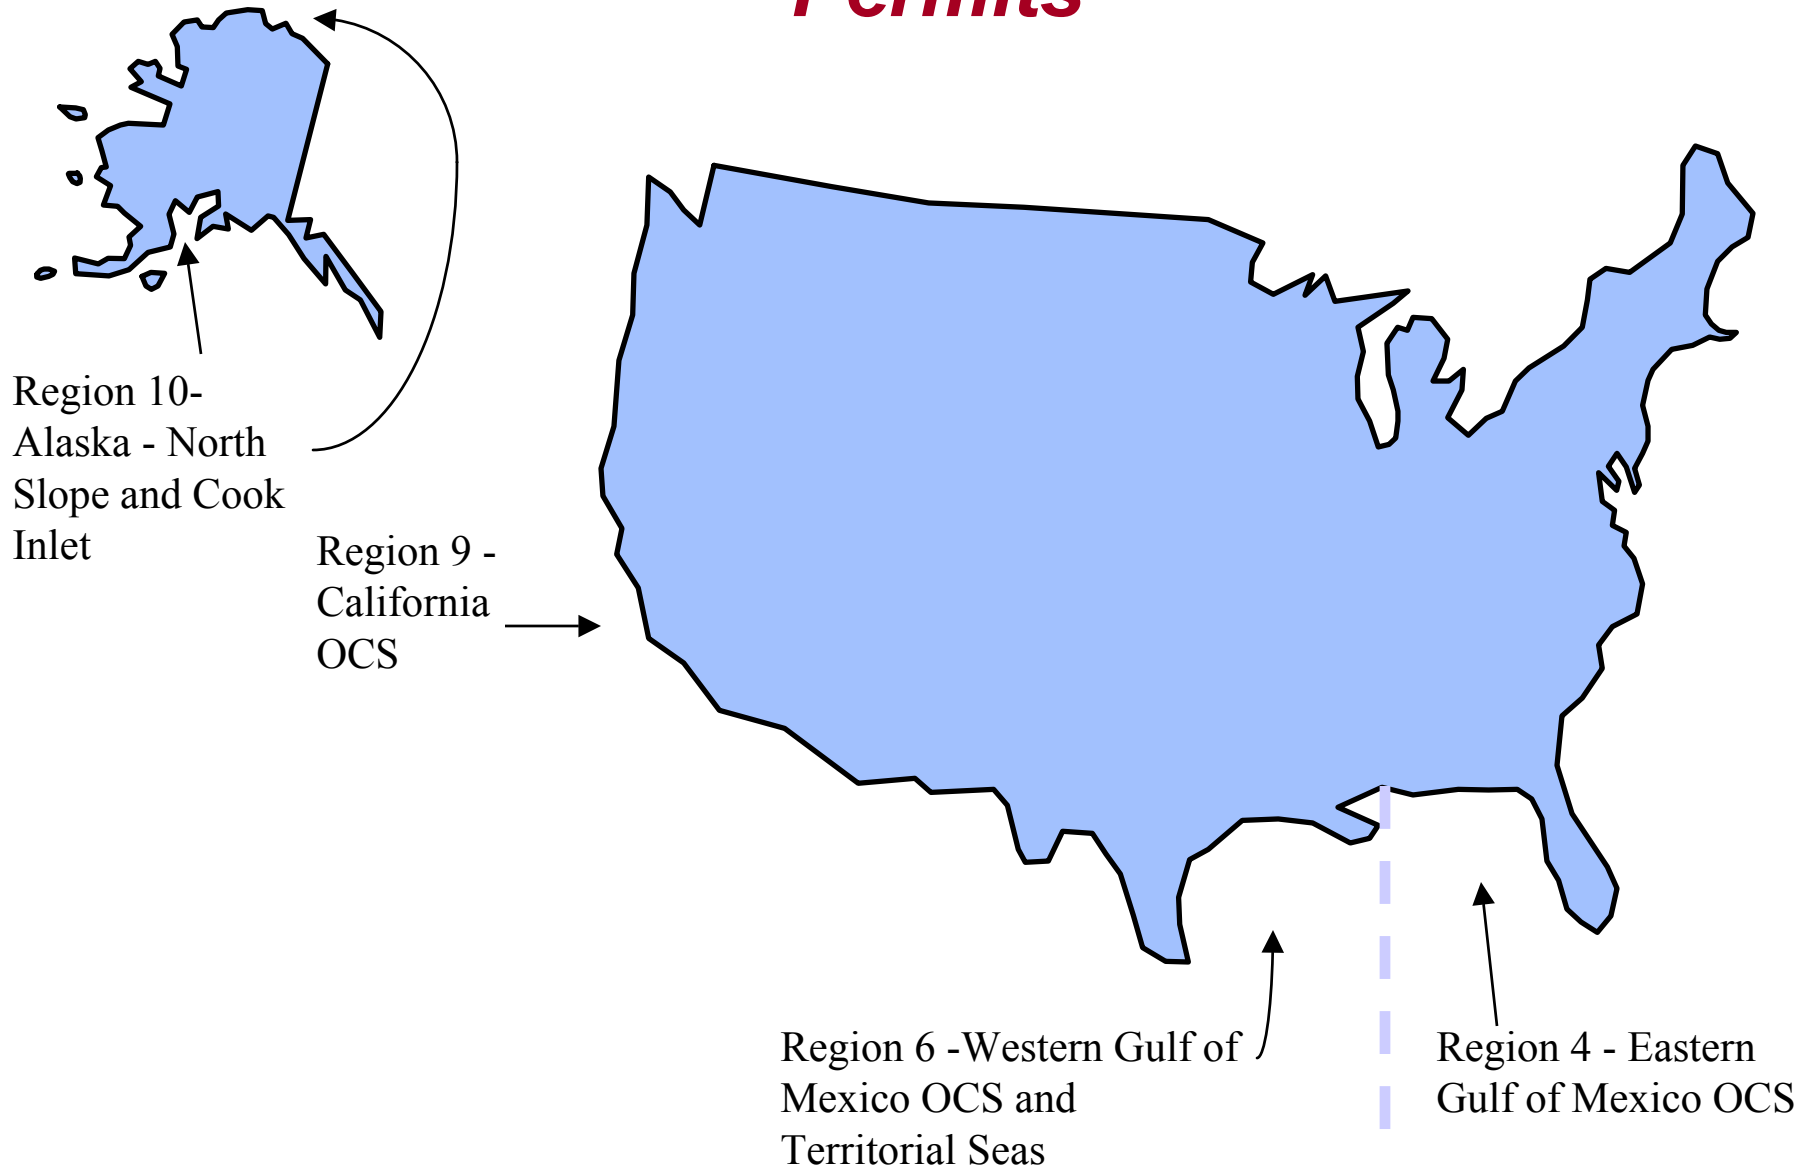 Permits
Region 10-
Alaska - North
Slope and Cook
Inlet
Region 9 -
California
OCS
Region 6 -Western Gulf of
Mexico OCS and
Territorial Seas
Region 4 - Eastern
Gulf of Mexico OCS